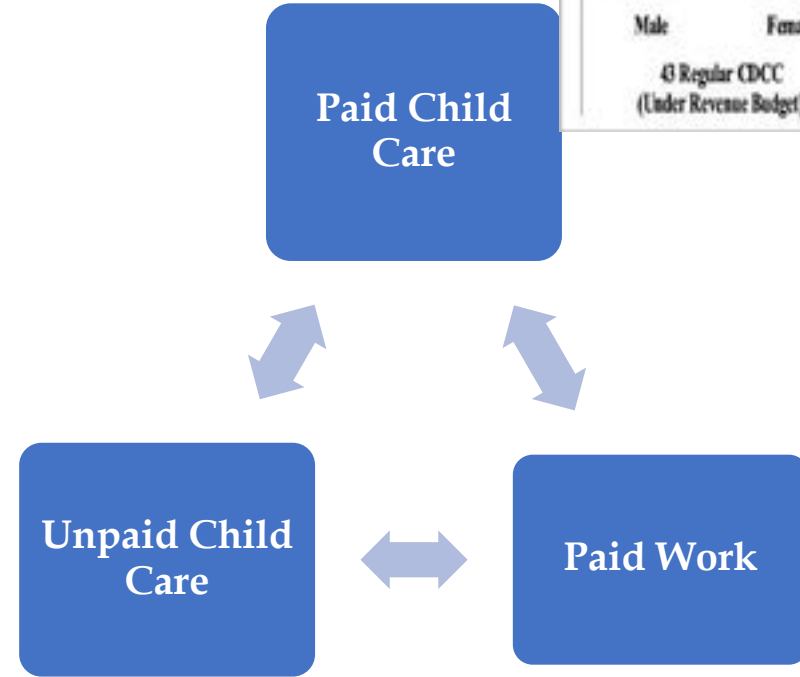 Male
43 Regular CDCC
(Under Revenue Budget)
Paid Child
Care
Unpaid Child
Care
Paid Work